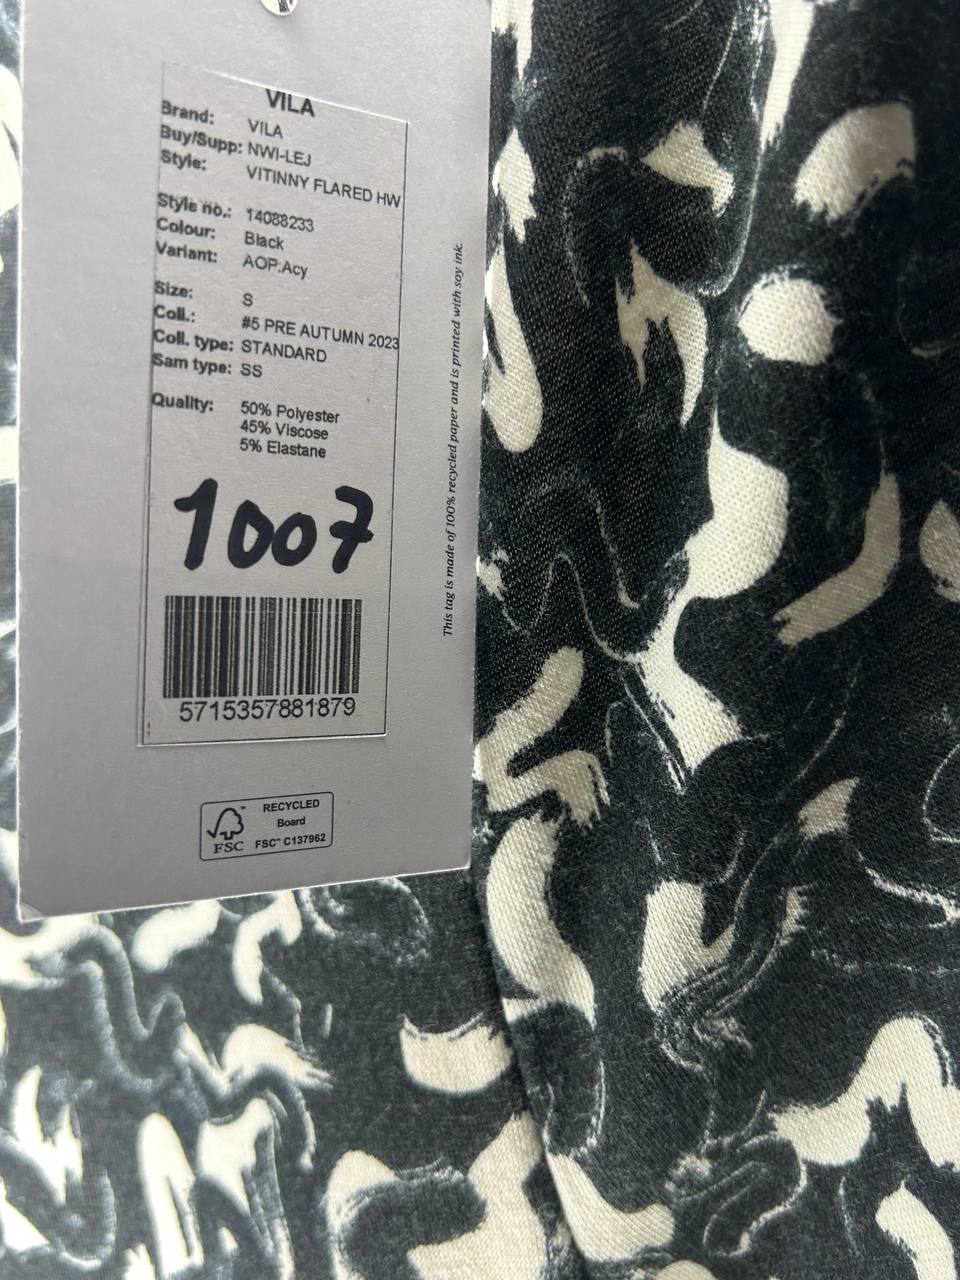 VILA
Brand: VILA
Buy/Supp: NWI-LEJ
Style: VITINNY FLARED HW
Style no.: 14088233
Colour: Black
Variant: AOP:Acy
Size: S
Coll.: #5 PRE AUTUMN 2023
Coll. type: STANDARD
Sam type: SS
Quality: 50% Polyester
45% Viscose
5% Elastane
1007
5715357881879
This tag is made of 100% recycled paper and is printed with soy ink.
FSC™
RECYCLED
Board
FSC™ C137962